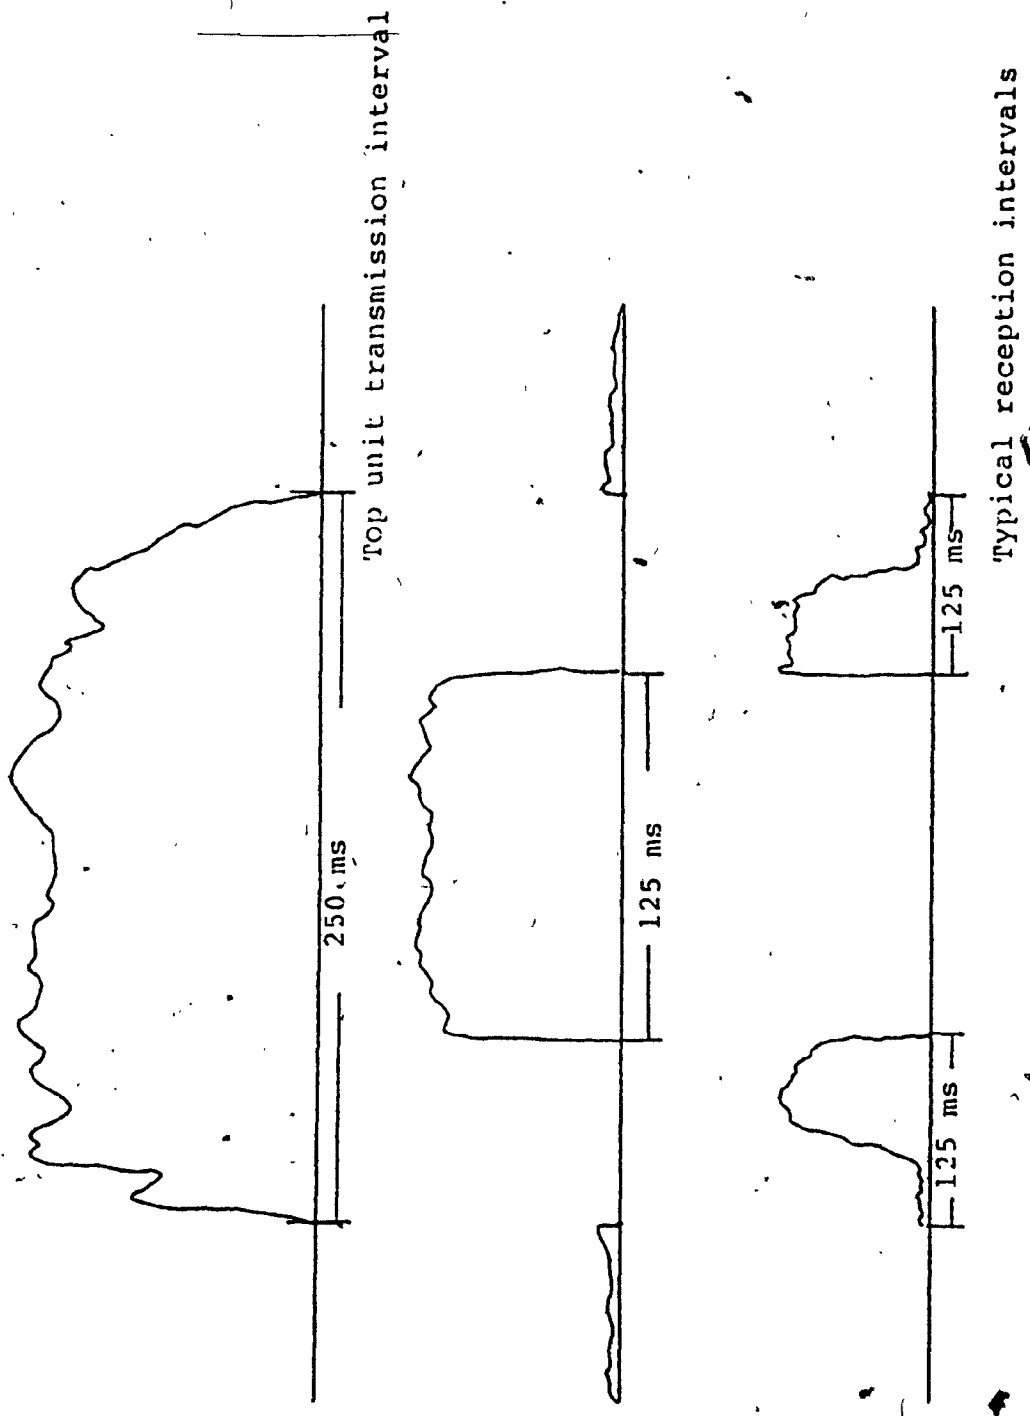 250 ms
Top unit transmission interval
125 ms
125 ms
125 ms
Typical reception intervals